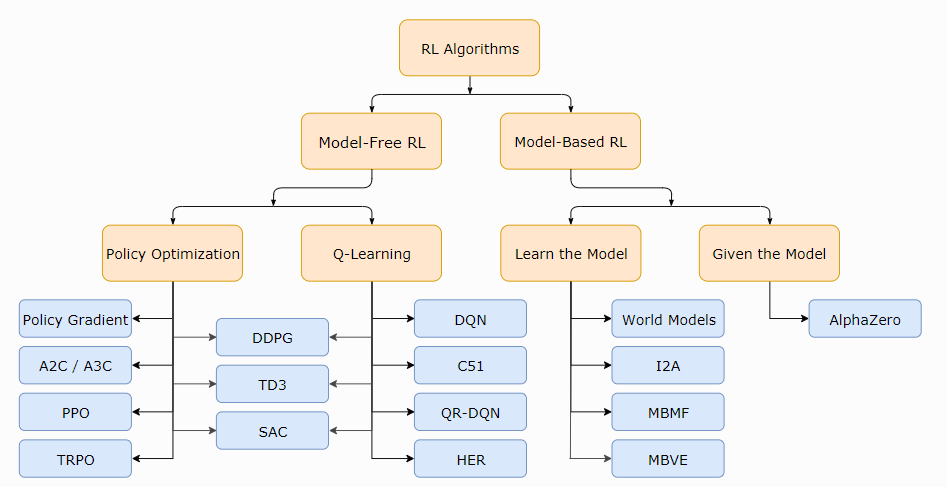 RL Algorithms
Model-Free RL
Model-Based RL
Policy Optimization
Q-Learning
Learn the Model
Given the Model
Policy Gradient
DDPG
DQN
World Models
AlphaZero
A2C / A3C
TD3
C51
I2A
PPO
SAC
QR-DQN
MBMF
TRPO
HER
MBVE